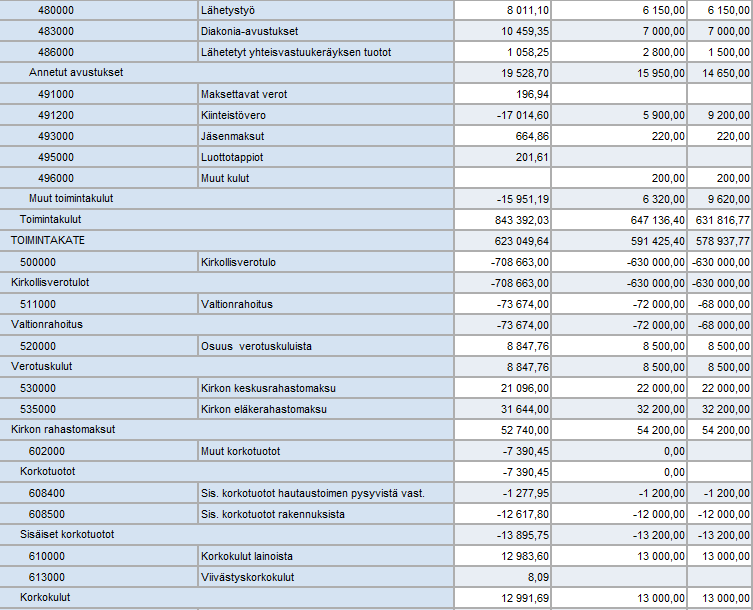 480000 Lähetystyö 8 011,10 6 150,00 6 150,00
483000 Diakonia-avustukset 10 459,35 7 000,00 7 000,00
486000 Lähetetyt yhteisvastuukeräyksen tuotot 1 058,25 2 800,00 1 500,00
Annetut avustukset 19 528,70 15 950,00 14 650,00
491000 Maksettavat verot 196,94
491200 Kiinteistövero -17 014,60 5 900,00 9 200,00
493000 Jäsenmaksut 664,86 220,00 220,00
495000 Luottotappiot 201,61
496000 Muut kulut 200,00 200,00
Muut toimintakulut -15 951,19 6 320,00 9 620,00
Toimintakulut 843 392,03 647 136,40 631 816,77
TOIMINTAKATE 623 049,64 591 425,40 578 937,77
500000 Kirkollisverotulo -708 663,00 -630 000,00 -630 000,00
Kirkollisverotulot -708 663,00 -630 000,00 -630 000,00
511000 Valtionrahoitus -73 674,00 -72 000,00 -68 000,00
Valtionrahoitus -73 674,00 -72 000,00 -68 000,00
520000 Osuus verotuskuluista 8 847,76 8 500,00 8 500,00
Verotuskulut 8 847,76 8 500,00 8 500,00
530000 Kirkon keskusrahastomaksu 21 096,00 22 000,00 22 000,00
535000 Kirkon eläkerahastomaksu 31 644,00 32 200,00 32 200,00
Kirkon rahastomaksut 52 740,00 54 200,00 54 200,00
602000 Muut korkotuotot -7 390,45 0,00
Korkotuotot -7 390,45 0,00
608400 Sis. korkotuotot hautaustoimen pysyvistä vast. -1 277,95 -1 200,00 -1 200,00
608500 Sis. korkotuotot rakennuksista -12 617,80 -12 000,00 -12 000,00
Sisäiset korkotuotot -13 895,75 -13 200,00 -13 200,00
610000 Korkokulut lainoista 12 983,60 13 000,00 13 000,00
613000 Viivästyskorkokulut 8,09
Korkokulut 12 991,69 13 000,00 13 000,00